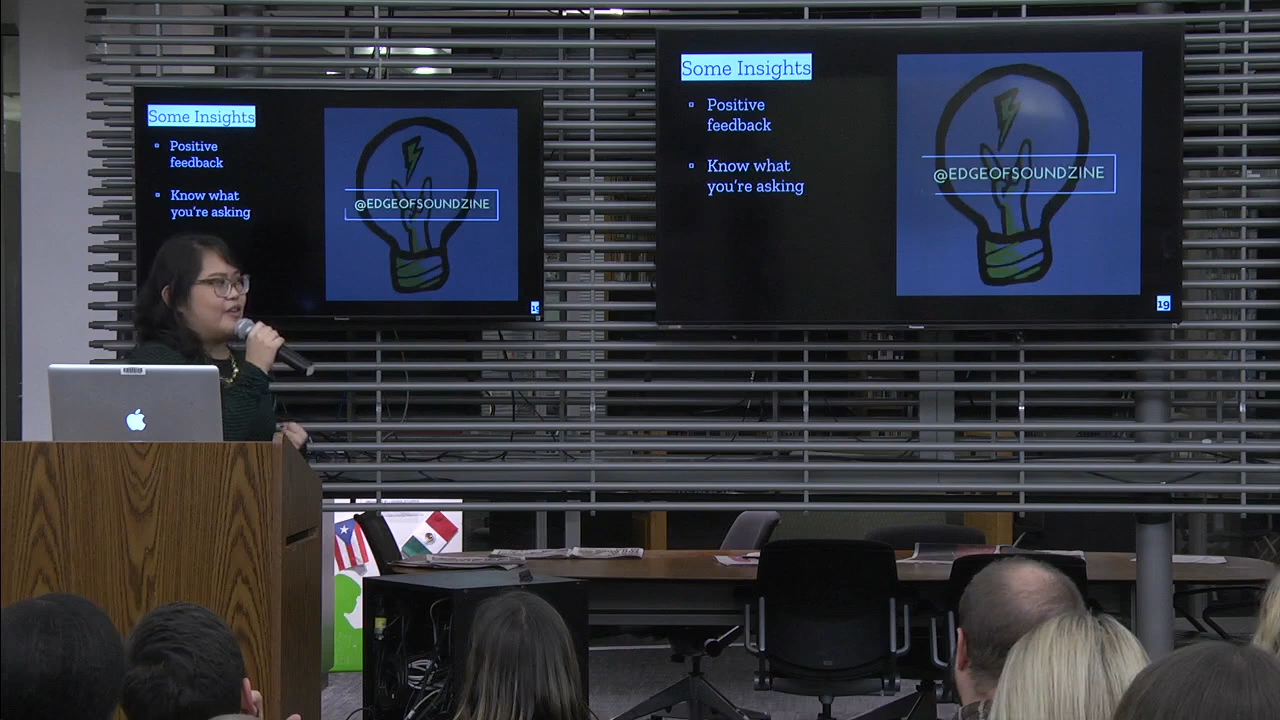 Some Insights
Positive
feedback
Know what
you're asking
@EDGEOFSOUNDZINE
19
Some Insights
Positive
feedback
Know what
you're asking
@EDGEOFSOUNDZINE
19